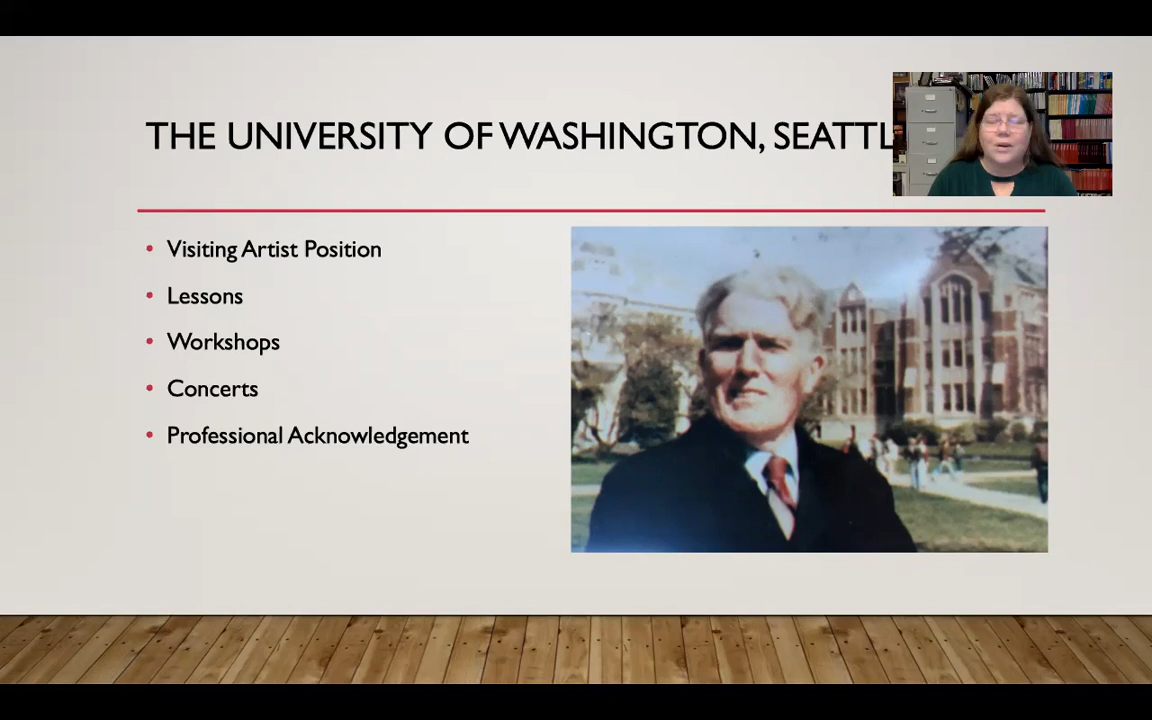 THE UNIVERSITY OF WASHINGTON, SEATTL
• Visiting Artist Position
• Lessons
• Workshops
• Concerts
• Professional Acknowledgement